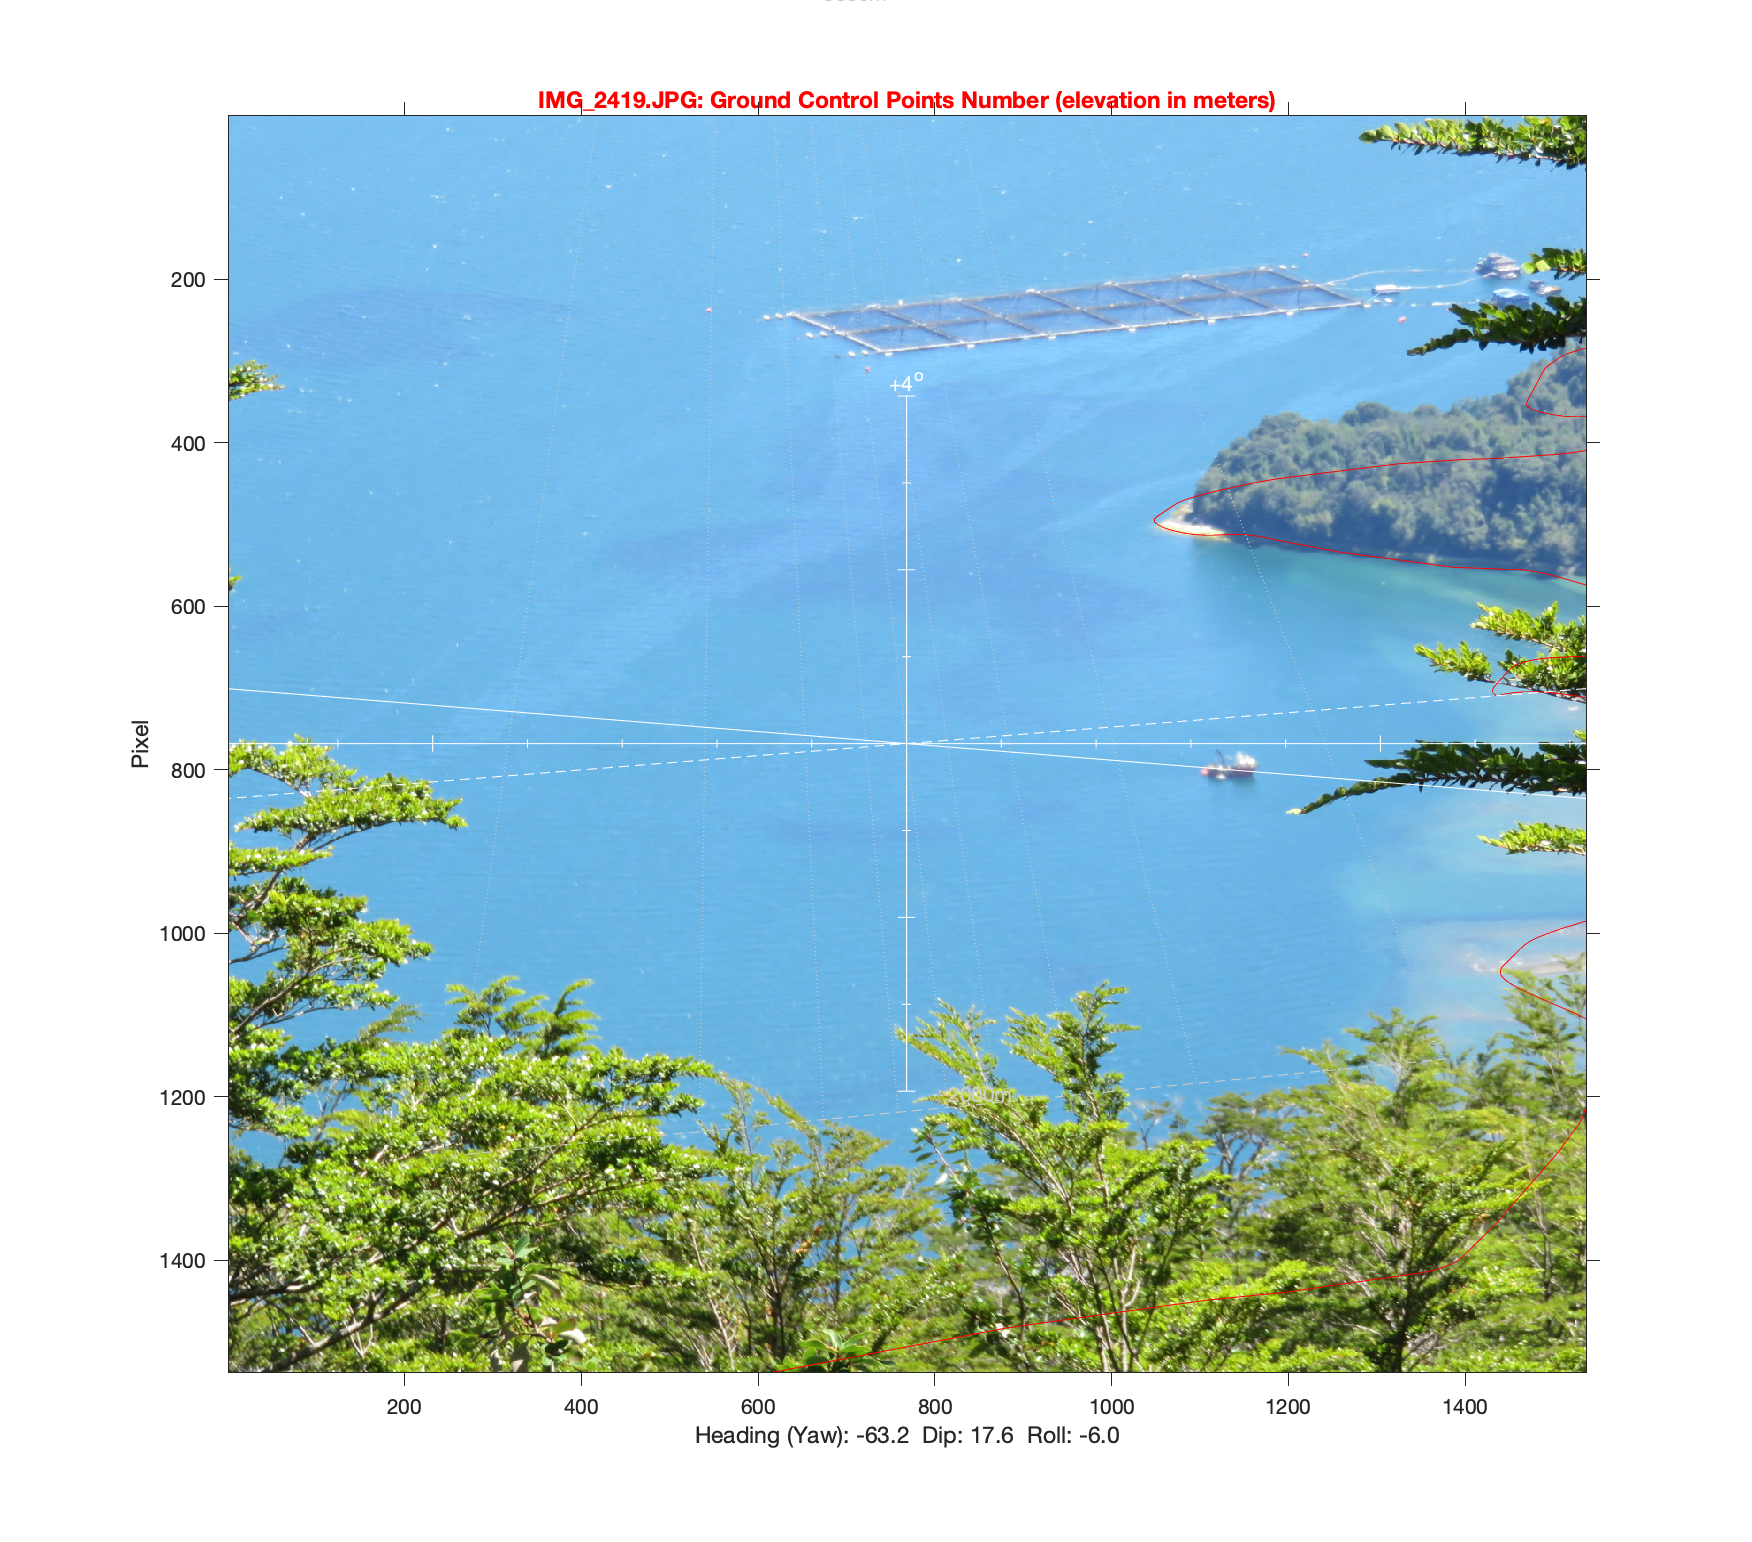 IMG_2419.JPG: Ground Control Points Number (elevation in meters)
200
400
600
800
1000
1200
1400
Pixel
+4°
200 400 600 800 1000 1200 1400
Heading (Yaw): -63.2 Dip: 17.6 Roll: -6.0